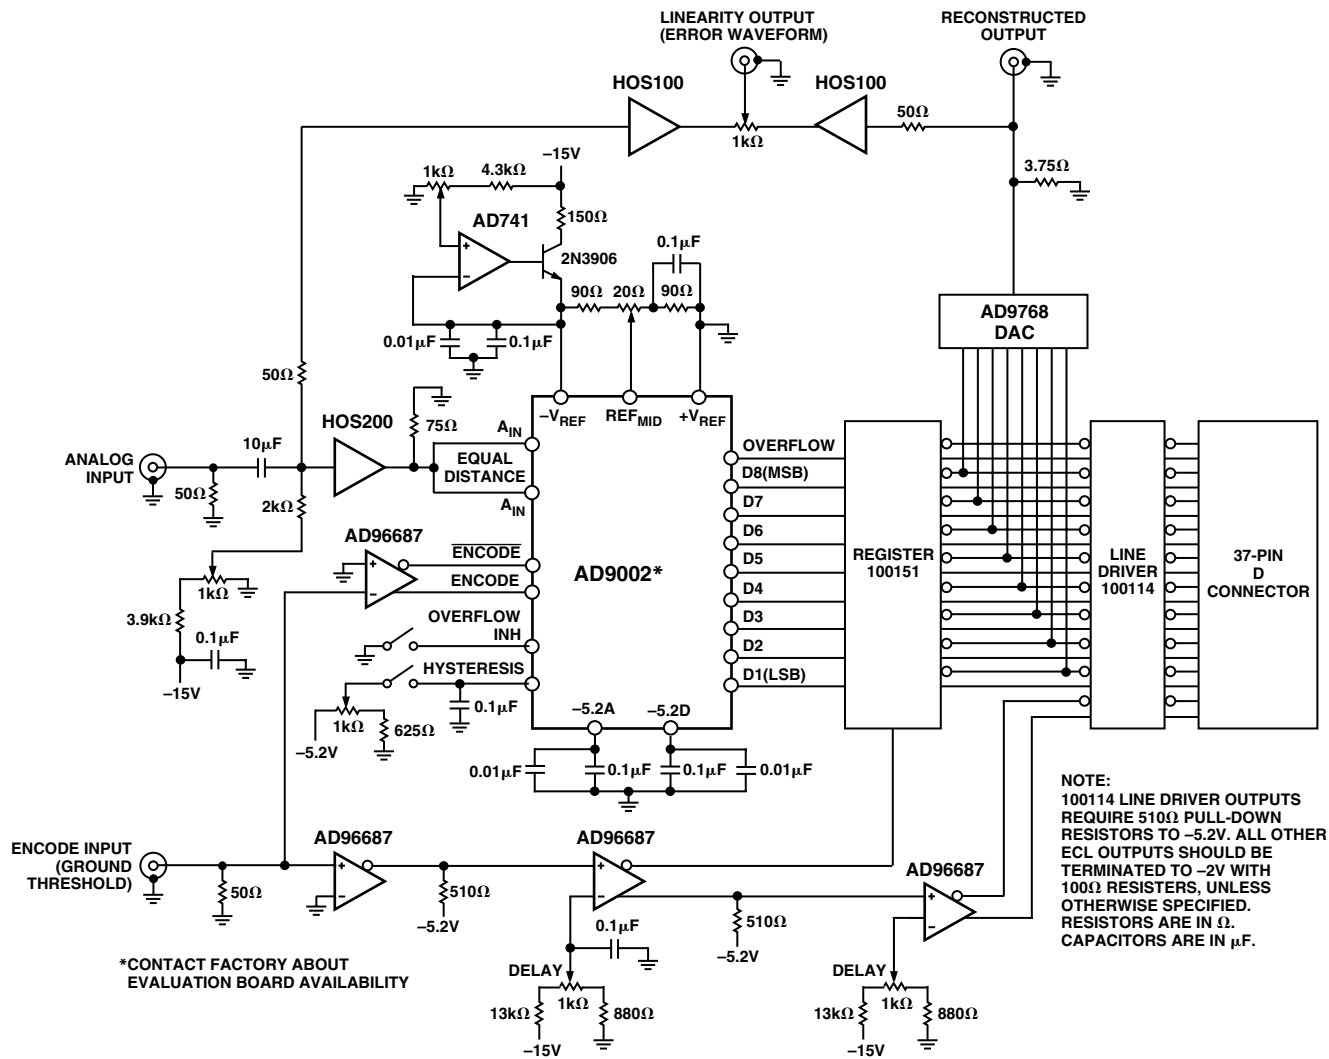 LINEARITY OUTPUT
(ERROR WAVEFORM)
RECONSTRUCTED
OUTPUT
HOS100
HOS100
50Ω
1kΩ
–15V
1kΩ
4.3kΩ
3.75Ω
150Ω
AD741
0.1μF
2N3906
90Ω
20Ω
90Ω
AD9768
DAC
0.01μF
0.1μF
50Ω
–VREF
REFMID
+VREF
HOS200
75Ω
AIN
10μF
EQUAL
DISTANCE
ANALOG
INPUT
50Ω
2kΩ
AIN
OVERFLOW
D8(MSB)
D7
D6
D5
D4
D3
D2
D1(LSB)
AD96687
ENCODE
ENCODE
AD9002*
REGISTER
100151
LINE
DRIVER
100114
37-PIN
D
CONNECTOR
1kΩ
3.9kΩ
0.1μF
–15V
OVERFLOW
INH
HYSTERESIS
0.1μF
1kΩ
625Ω
–5.2V
–5.2A
–5.2D
0.01μF
0.1μF
0.1μF
0.01μF
NOTE:
100114 LINE DRIVER OUTPUTS
REQUIRE 510Ω PULL-DOWN
RESISTORS TO –5.2V. ALL OTHER
ECL OUTPUTS SHOULD BE
TERMINATED TO –2V WITH
100Ω RESISTERS, UNLESS
OTHERWISE SPECIFIED.
RESISTORS ARE IN Ω.
CAPACITORS ARE IN μF.
ENCODE INPUT
(GROUND
THRESHOLD)
50Ω
AD96687
510Ω
–5.2V
AD96687
510Ω
–5.2V
AD96687
0.1μF
DELAY
1kΩ
13kΩ
880Ω
–15V
DELAY
1kΩ
13kΩ
880Ω
–15V
*CONTACT FACTORY ABOUT
EVALUATION BOARD AVAILABILITY